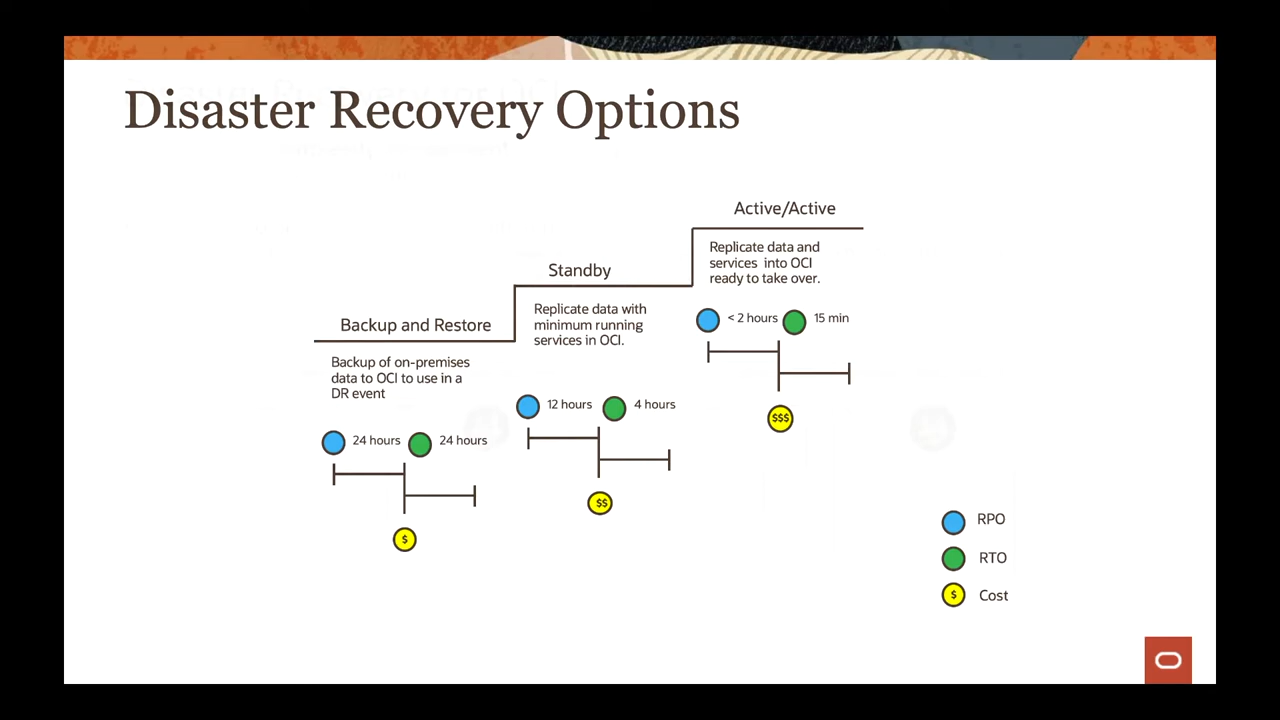 Disaster Recovery Options
Active/Active
Replicate data and
services into OCI
ready to take over.
< 2 hours
15 min
$$$
Standby
Replicate data with
minimum running
services in OCI.
12 hours
4 hours
$$
Backup and Restore
Backup of on-premises
data to OCI to use in a
DR event
24 hours
24 hours
$
RPO
RTO
$ Cost